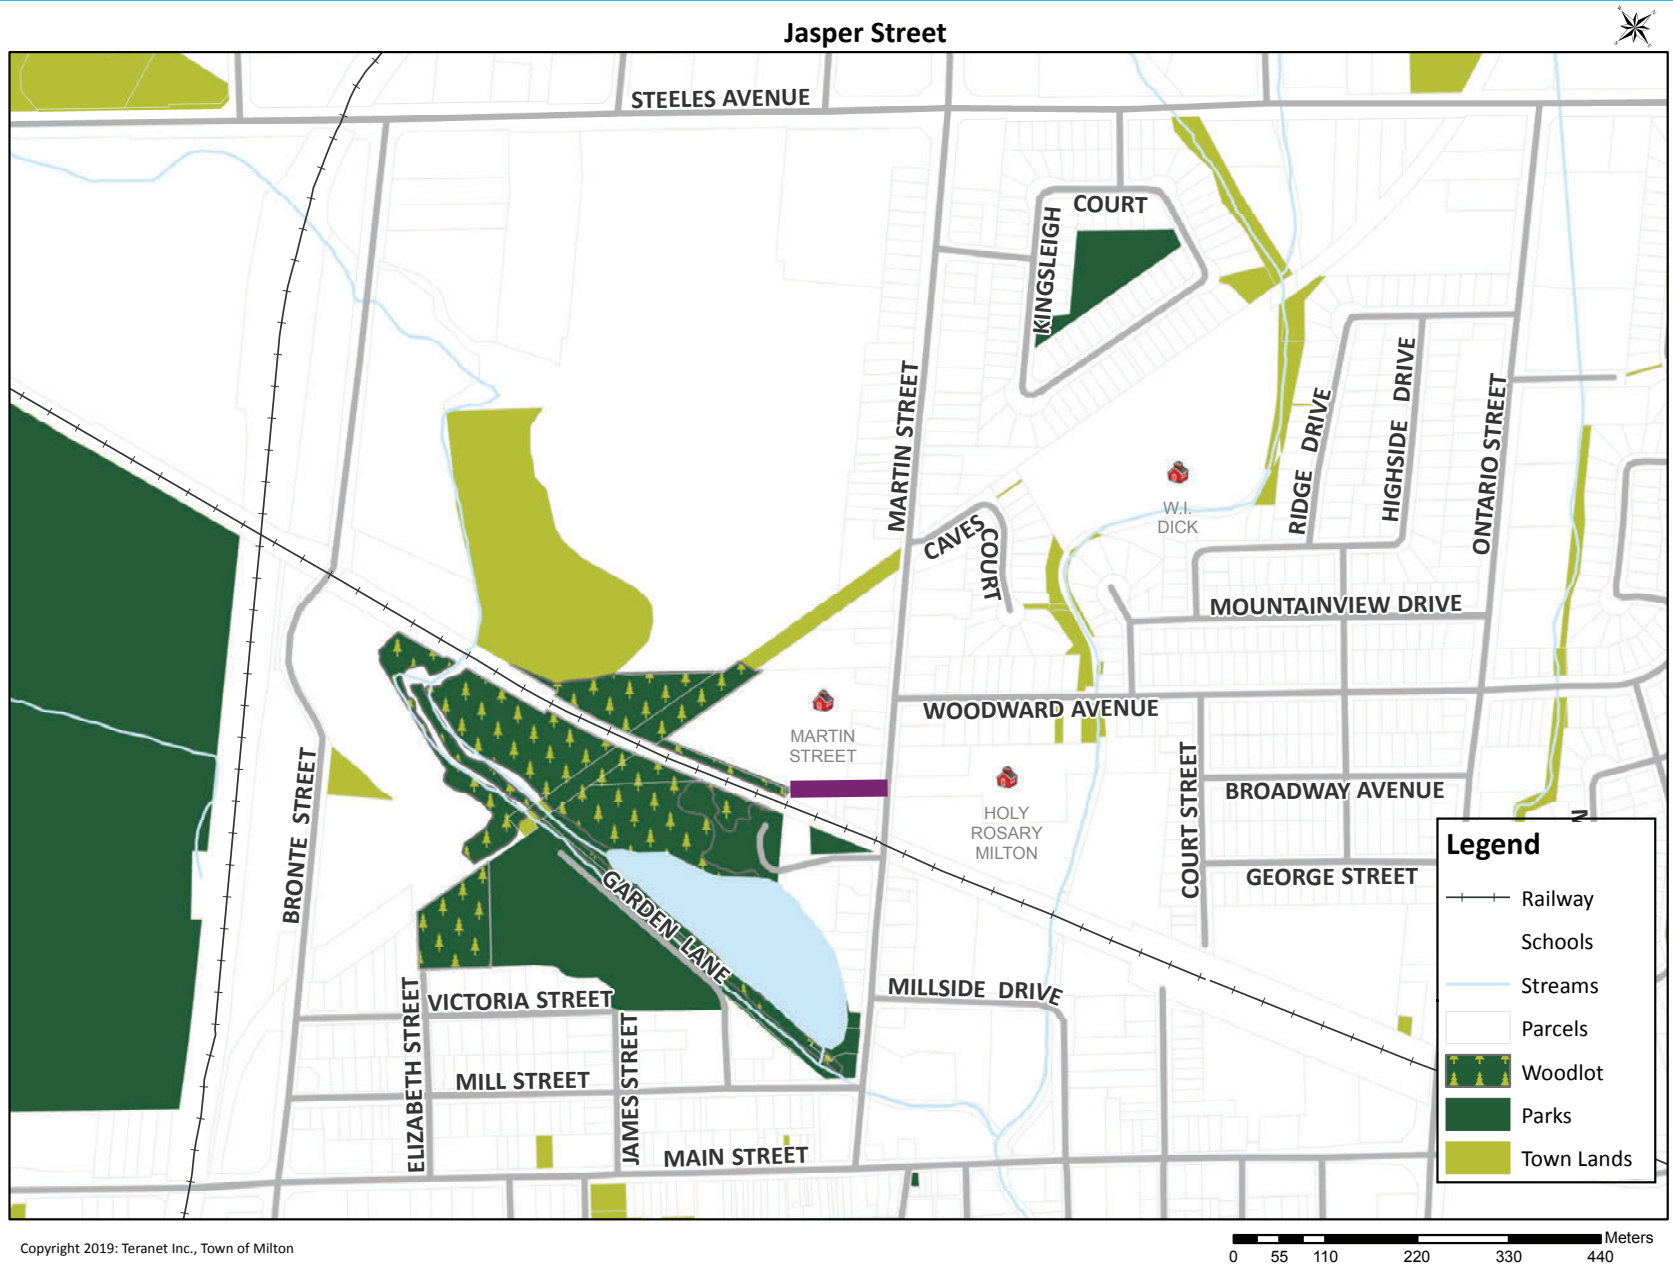 Jasper Street
STEELES AVENUE
COURT
KINGSLEIGH
MARTIN STREET
RIDGE DRIVE
HIGHSIDE DRIVE
ONTARIO STREET
W.I.
DICK
CAVES
COURT
MOUNTAINVIEW DRIVE
WOODWARD AVENUE
MARTIN
STREET
BRONTE STREET
HOLY
ROSARY
MILTON
COURT STREET
BROADWAY AVENUE
GEORGE STREET
GARDEN LANE
MILLSIDE DRIVE
VICTORIA STREET
ELIZABETH STREET
JAMES STREET
MILL STREET
MAIN STREET
N
Legend
Railway
Schools
Streams
Parcels
Woodlot
Parks
Town Lands
Copyright 2019: Teranet Inc., Town of Milton
Meters
0 55 110 220 330 440